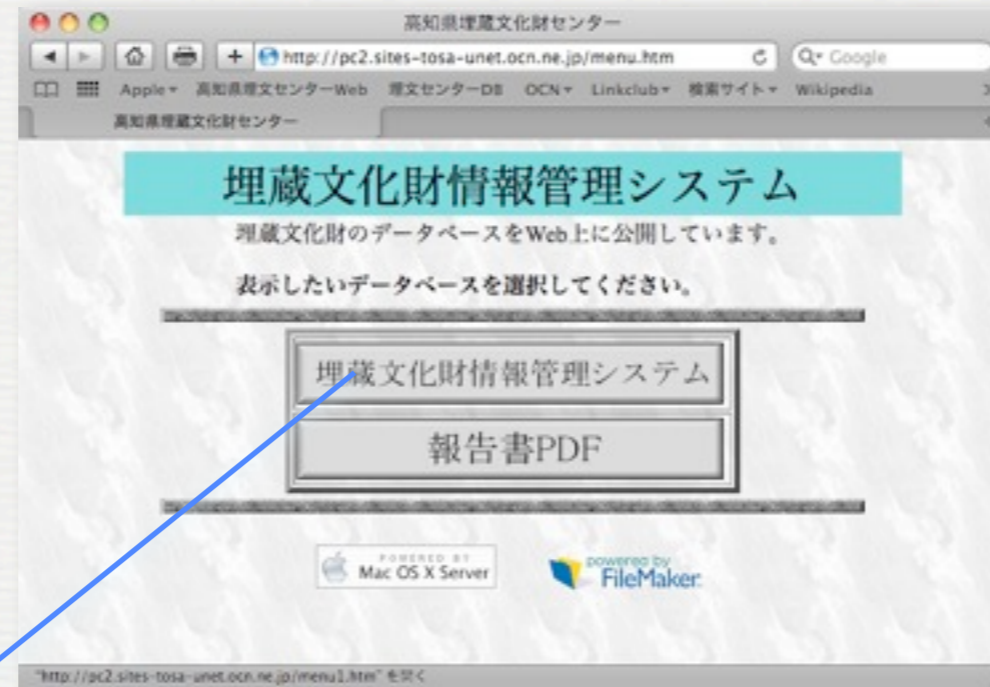 高知県埋蔵文化財センター
http://pc2.sites-tosa-unet.ocn.ne.jp/menu.htm
Google
Apple 高知県埋文センターWeb 埋文センターDB OCN Linkclub 検索サイト Wikipedia
高知県埋蔵文化財センター
埋蔵文化財情報管理システム
埋蔵文化財のデータベースをWeb上に公開しています。
表示したいデータベースを選択してください。
埋蔵文化財情報管理システム
報告書PDF
POWERED BY
Mac OS X Server
powered by
FileMaker.
"http://pc2.sites-tosa-unet.ocn.ne.jp/menu1.htm" を開く